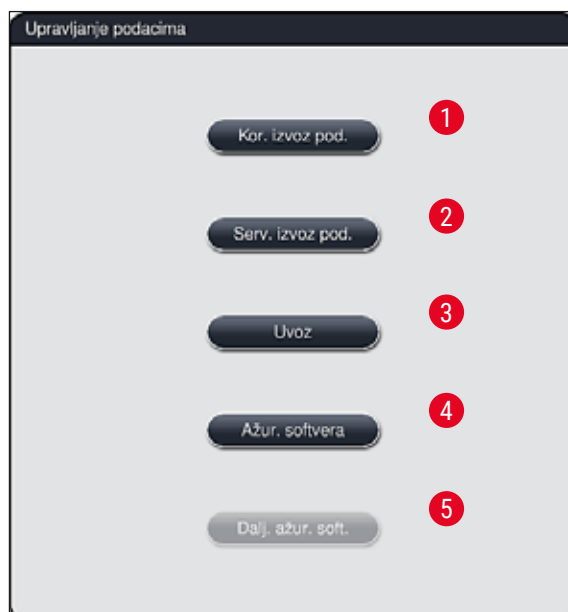 Upravljanje podacima
Kor. izvoz pod.
1
Serv. izvoz pod.
2
Uvoz
3
Ažur. softvera
4
Dalj. ažur. soft.
5